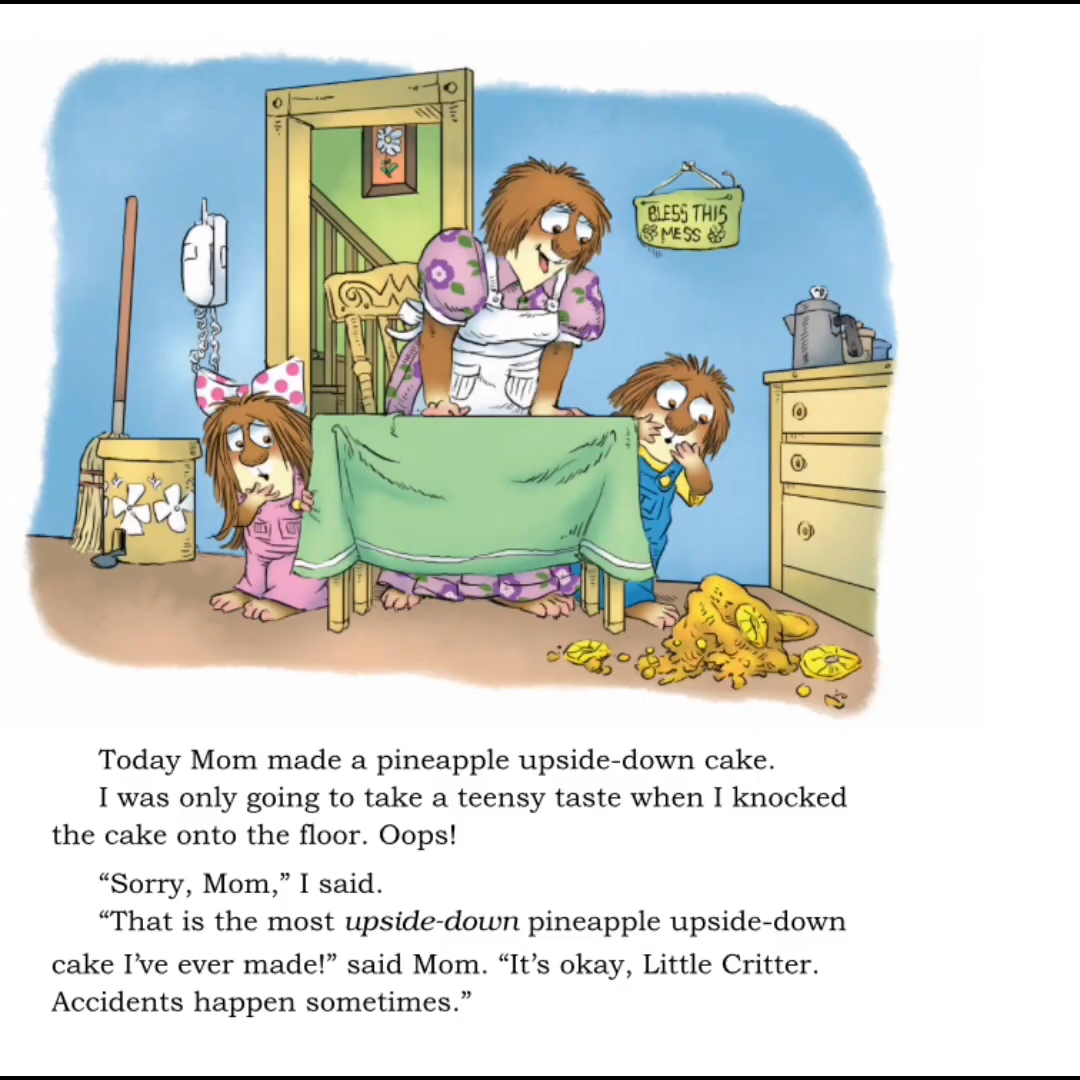 BLESS THIS
MESS
Today Mom made a pineapple upside-down cake.
I was only going to take a teensy taste when I knocked
the cake onto the floor. Oops!
“Sorry, Mom,” I said.
“That is the most upside-down pineapple upside-down
cake I’ve ever made!” said Mom. “It’s okay, Little Critter.
Accidents happen sometimes.”